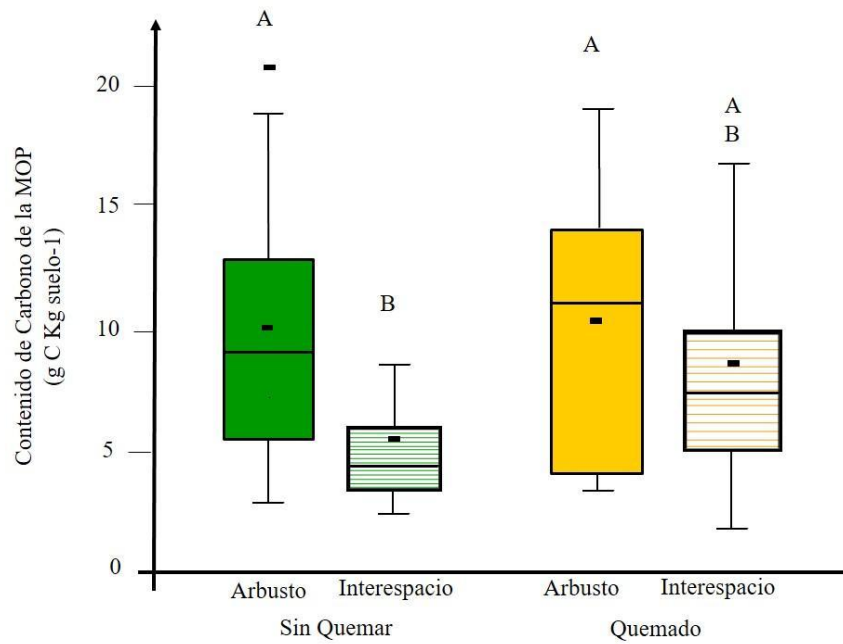 Contenido de Carbono de la MOP
(g C Kg suelo-1)
20
15
10
5
0
A
B
A
A
B
Arbusto
Interespacio
Arbusto
Interespacio
Sin Quemar
Quemado